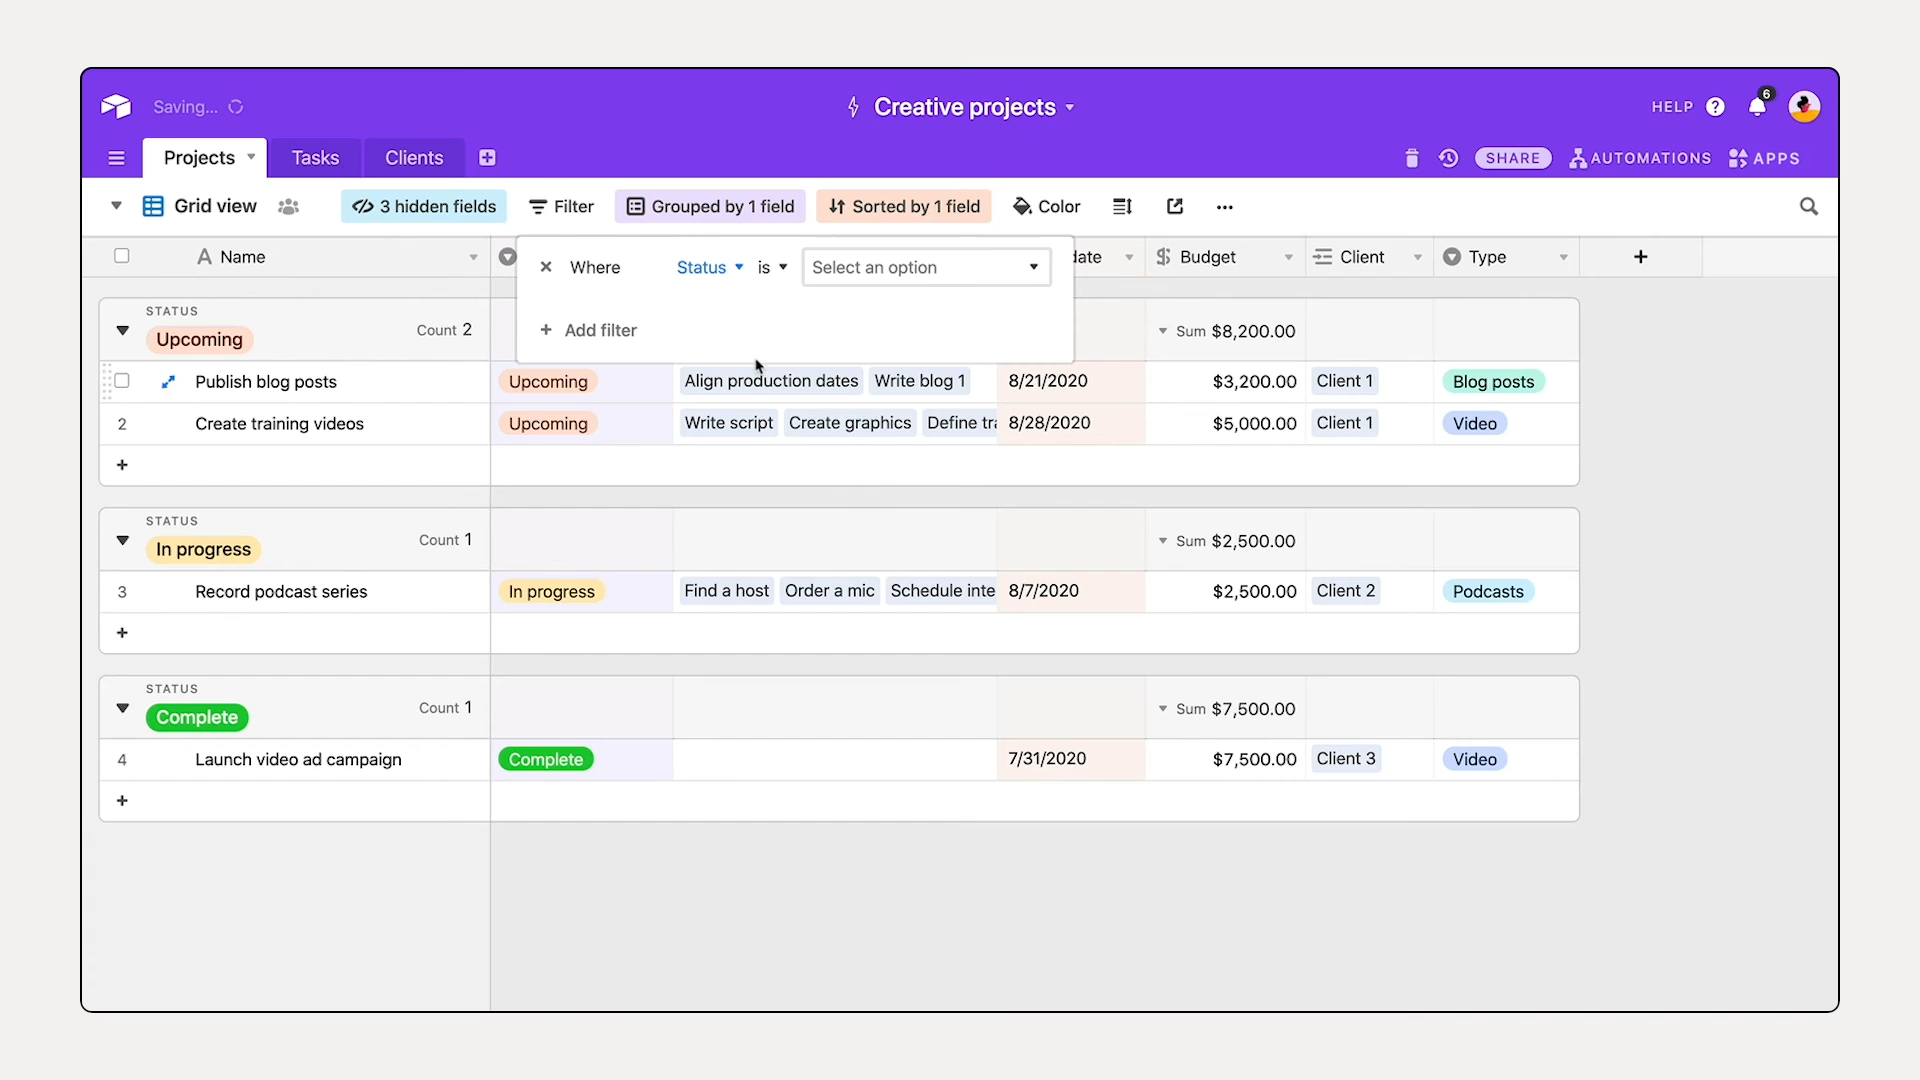 Saving...
Creative projects
HELP ?
6
Projects
Tasks
Clients
SHARE
AUTOMATIONS
APPS
Grid view
3 hidden fields
Filter
Grouped by 1 field
Sorted by 1 field
Color
A Name
date
Budget
Client
Type
Where
Status
is
Select an option
+ Add filter
STATUS
Upcoming
Count 2
Sum $8,200.00
Publish blog posts
Upcoming
Align production dates
Write blog 1
8/21/2020
$3,200.00
Client 1
Blog posts
2
Create training videos
Upcoming
Write script
Create graphics
Define tra
8/28/2020
$5,000.00
Client 1
Video
+
STATUS
In progress
Count 1
Sum $2,500.00
3
Record podcast series
In progress
Find a host
Order a mic
Schedule inte
8/7/2020
$2,500.00
Client 2
Podcasts
+
STATUS
Complete
Count 1
Sum $7,500.00
4
Launch video ad campaign
Complete
7/31/2020
$7,500.00
Client 3
Video
+